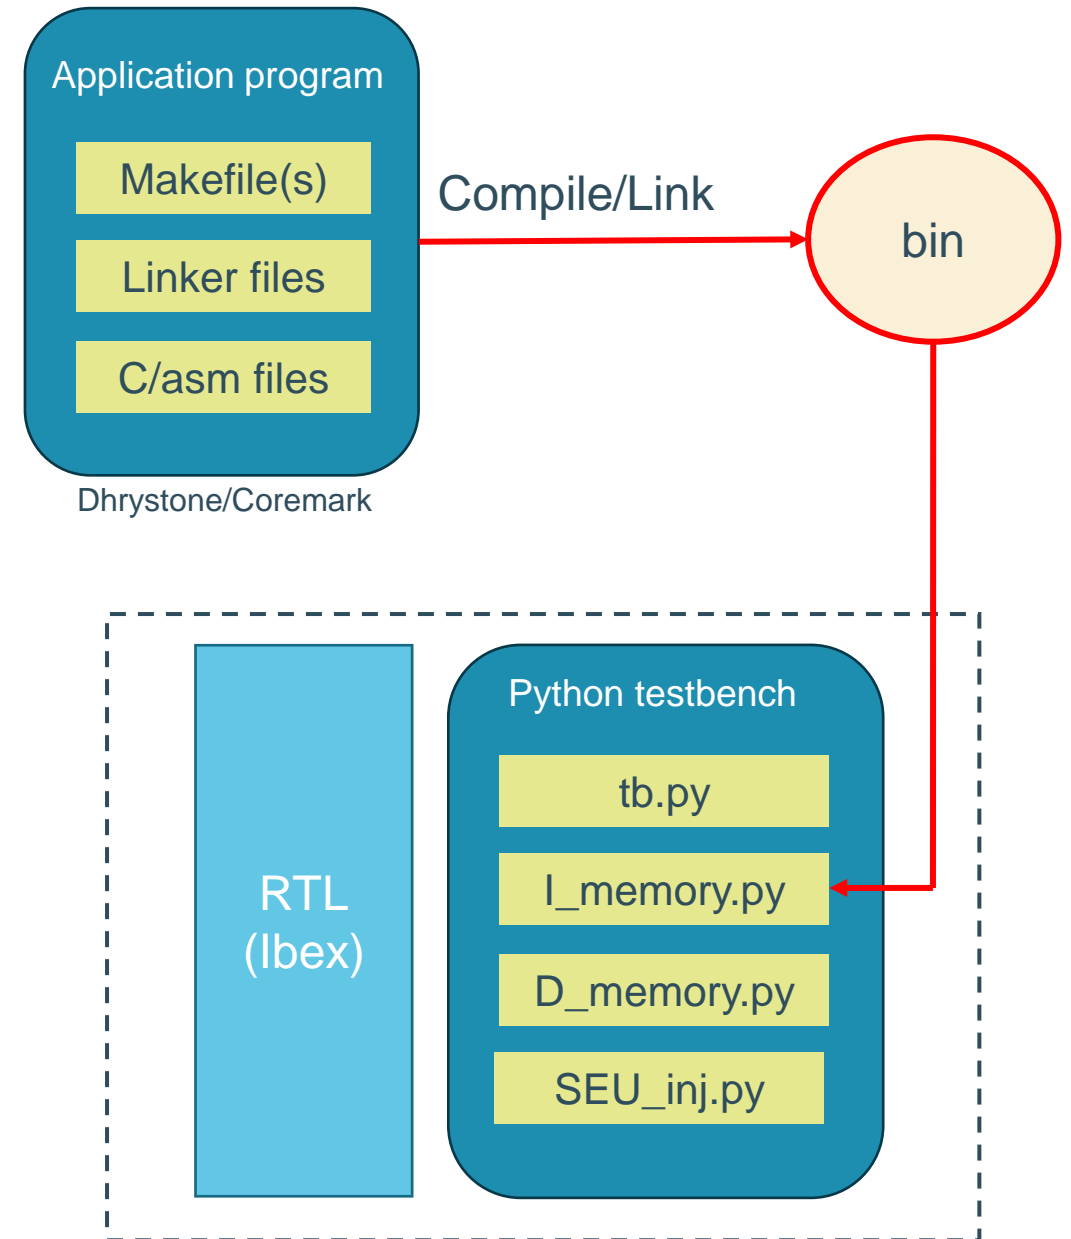 Application program
Makefile(s)
Linker files
C/asm files
Dhrystone/Coremark
Compile/Link
bin
RTL
(Ibex)
Python testbench
tb.py
I_memory.py
D_memory.py
SEU_inj.py